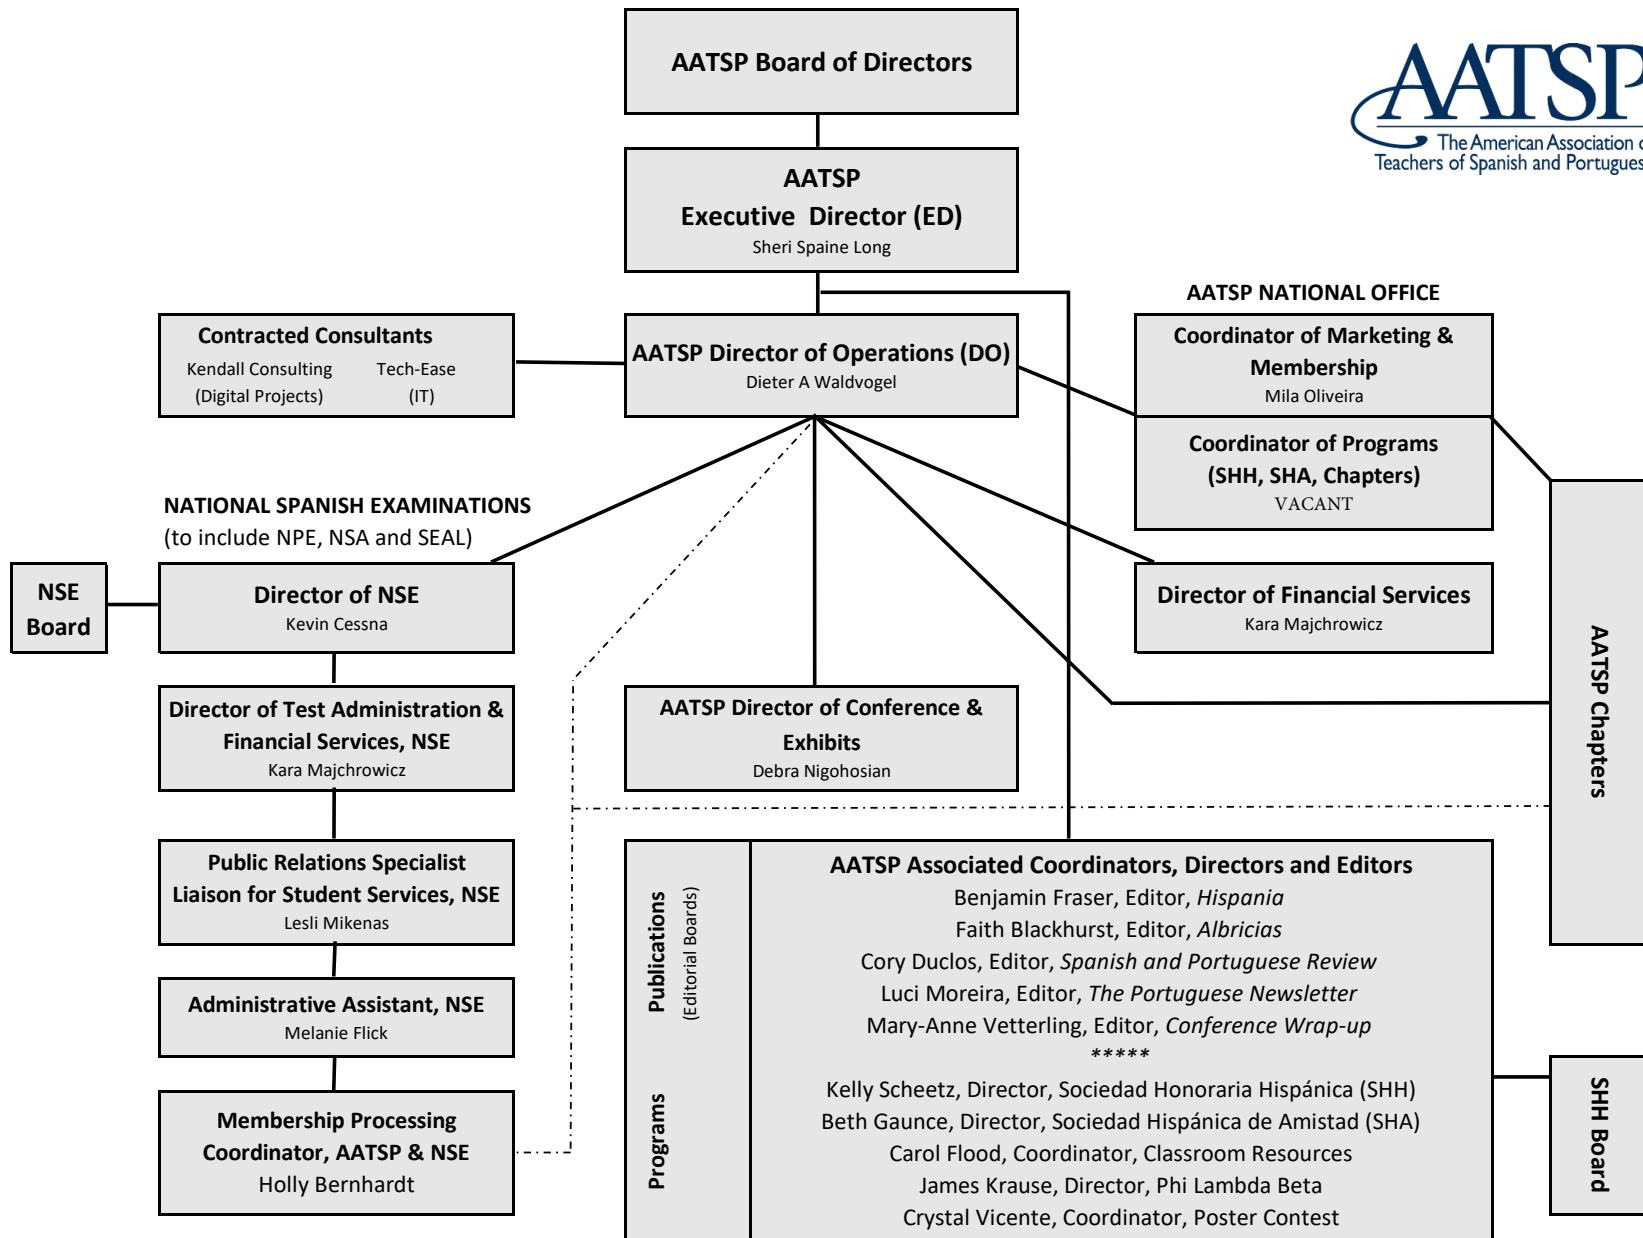 AATSP Board of Directors
AATSP
The American Association
Teachers of Spanish and Portugues
AATSP
Executive Director (ED)
Sheri Spaine Long
AATSP NATIONAL OFFICE
Contracted Consultants
Kendall Consulting
(Digital Projects)
Tech-Ease
(IT)
AATSP Director of Operations (DO)
Dieter A Waldvogel
Coordinator of Marketing &
Membership
Mila Oliveira
Coordinator of Programs
(SHH, SHA, Chapters)
VACANT
NATIONAL SPANISH EXAMINATIONS
(to include NPE, NSA and SEAL)
NSE
Board
Director of NSE
Kevin Cessna
Director of Financial Services
Kara Majchrowicz
AATSP Chapters
Director of Test Administration &
Financial Services, NSE
Kara Majchrowicz
AATSP Director of Conference &
Exhibits
Debra Nigohosian
Public Relations Specialist
Liaison for Student Services, NSE
Lesli Mikenas
Administrative Assistant, NSE
Melanie Flick
Membership Processing
Coordinator, AATSP & NSE
Holly Bernhardt
Publications
(Editorial Boards)
Programs
AATSP Associated Coordinators, Directors and Editors
Benjamin Fraser, Editor, Hispania
Faith Blackhurst, Editor, Albricias
Cory Duclos, Editor, Spanish and Portuguese Review
Luci Moreira, Editor, The Portuguese Newsletter
Mary-Anne Vetterling, Editor, Conference Wrap-up
*****
Kelly Scheetz, Director, Sociedad Honoraria Hispánica (SHH)
Beth Gaunce, Director, Sociedad Hispánica de Amistad (SHA)
Carol Flood, Coordinator, Classroom Resources
James Krause, Director, Phi Lambda Beta
Crystal Vicente, Coordinator, Poster Contest
SHH Board